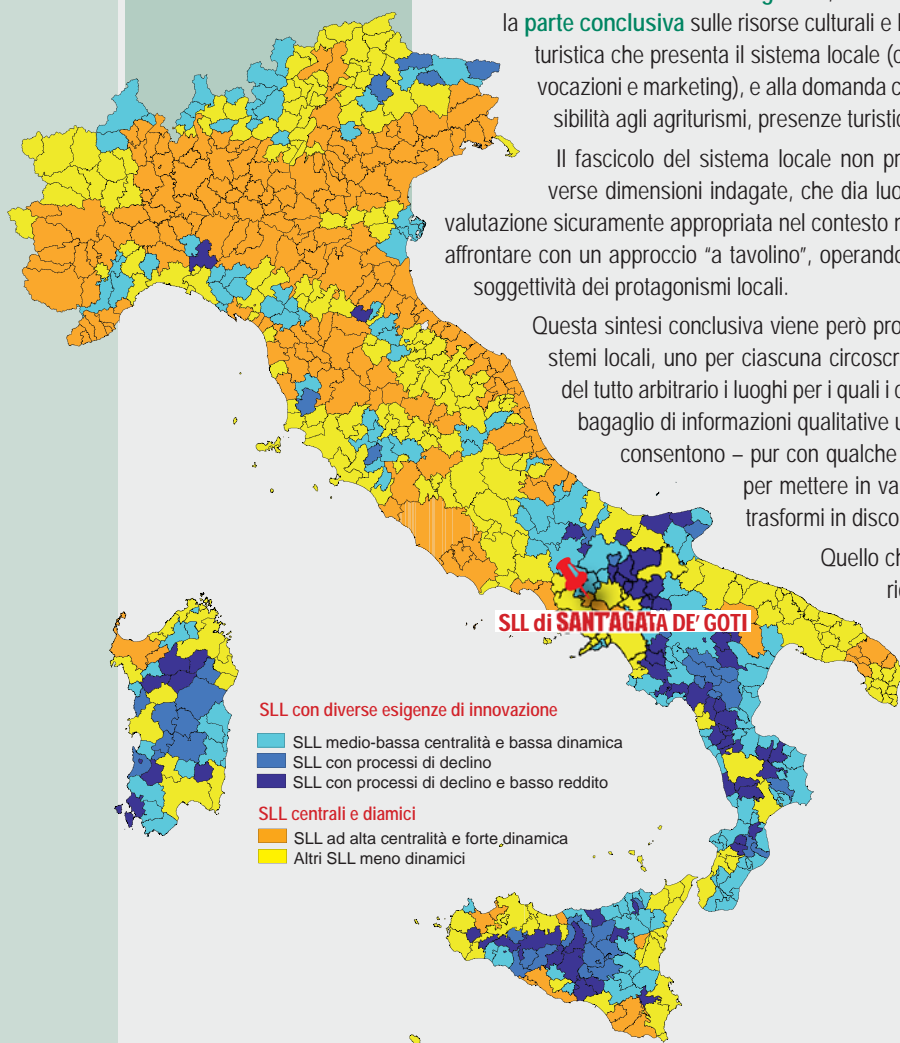 la parte conclusiva sulle risorse culturali e
turistica che presenta il sistema locale
vocazioni e marketing), e alla domanda
sibilità agli agriturismi, presenze
Il fascicolo del sistema locale non
verse dimensioni indagate, che dia
valutazione sicuramente appropriata nel contesto
affrontare con un approccio “a tavolino”, operando
soggettività dei protagonismi locali.
Questa sintesi conclusiva viene però
stemi locali, uno per ciascuna
del tutto arbitrario i luoghi per i quali i
bagaglio di informazioni qualitative
consentono – pur con qualche
per mettere in
trasformi in
Quello
SLL di SANT'AGATA DE' GOTI
SLL con diverse esigenze di innovazione
SLL medio-bassa centralità e bassa dinamica
SLL con processi di declino
SLL con processi di declino e basso reddito
SLL centrali e diamici
SLL ad alta centralità e forte dinamica
Altri SLL meno dinamici